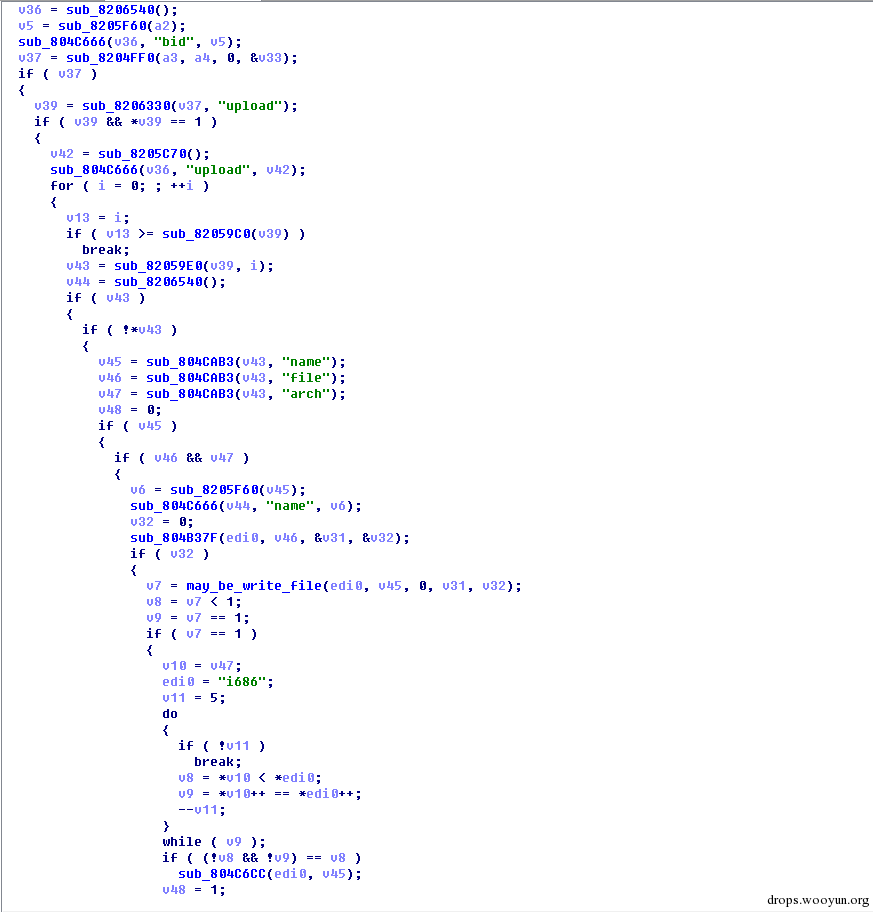 v36 = sub_8206540();
v5 = sub_8205F60(a2);
sub_804C666(v36, "bid", v5);
v37 = sub_8204FF0(a3, a4, 0, &v33);
if ( v37 )
{
v39 = sub_8206330(v37, "upload");
if ( v39 && *v39 == 1 )
{
v42 = sub_8205C70();
sub_804C666(v36, "upload", v42);
for ( i = 0; ; ++i )
{
v13 = i;
if ( v13 >= sub_82059C0(v39) )
break;
v43 = sub_82059E0(v39, i);
v44 = sub_8206540();
if ( v43 )
{
if ( !*v43 )
{
v45 = sub_804CAB3(v43, "name");
v46 = sub_804CAB3(v43, "file");
v47 = sub_804CAB3(v43, "arch");
v48 = 0;
if ( v45 )
{
if ( v46 && v47 )
{
v6 = sub_8205F60(v45);
sub_804C666(v44, "name", v6);
v32 = 0;
sub_804B37F(edi0, v46, &v31, &v32);
if ( v32 )
{
v7 = may_be_write_file(edi0, v45, 0, v31, v32);
v8 = v7 < 1;
v9 = v7 == 1;
if ( v7 == 1 )
{
v10 = v47;
edi0 = "i686";
v11 = 5;
do
{
if ( !v11 )
break;
v8 = *v10 < *edi0;
v9 = *v10++ == *edi0++;
--v11;
}
while ( v9 );
if ( (!v8 && !v9) == v8 )
sub_804C6CC(edi0, v45);
v48 = 1;
drops.wooyun.org